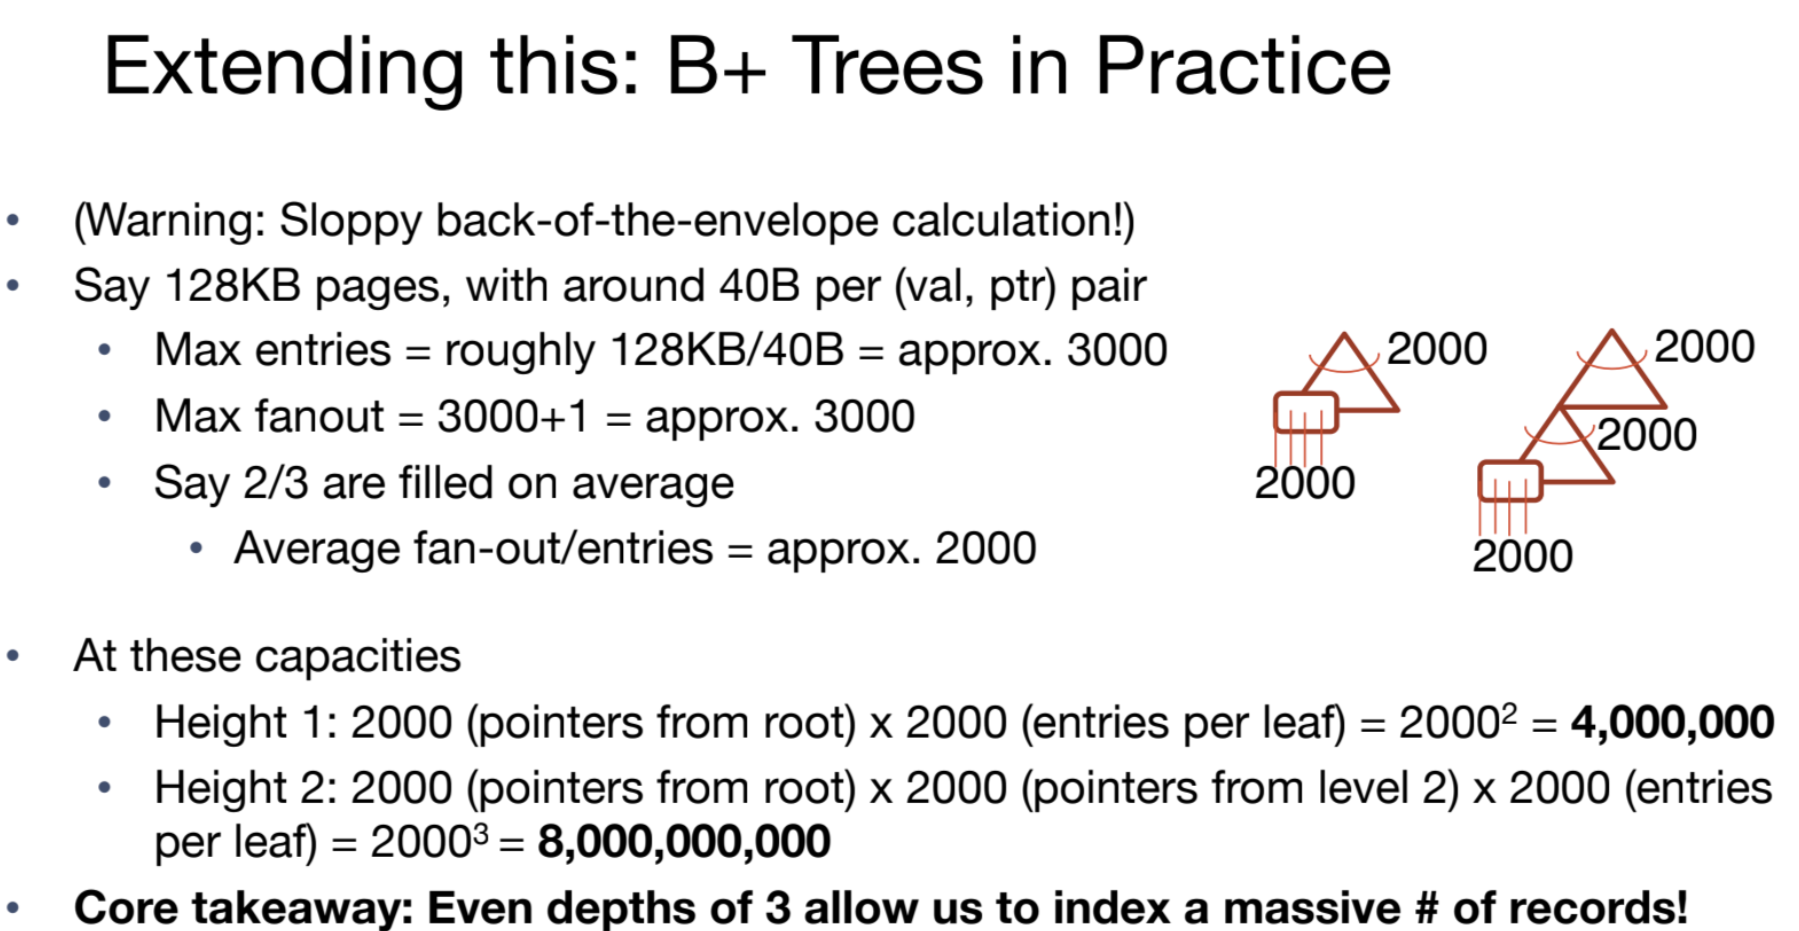 Extending this: B+ Trees in Practice
• (Warning: Sloppy back-of-the-envelope calculation!)
• Say 128KB pages, with around 40B per (val, ptr) pair
• Max entries = roughly 128KB/40B = approx. 3000
• Max fanout = 3000+1 = approx. 3000
• Say 2/3 are filled on average
• Average fan-out/entries = approx. 2000
2000
2000
2000
2000
2000
• At these capacities
• Height 1: 2000 (pointers from root) x 2000 (entries per leaf) = 2000² = 4,000,000
• Height 2: 2000 (pointers from root) x 2000 (pointers from level 2) x 2000 (entries
per leaf) = 2000³ = 8,000,000,000
• Core takeaway: Even depths of 3 allow us to index a massive # of records!